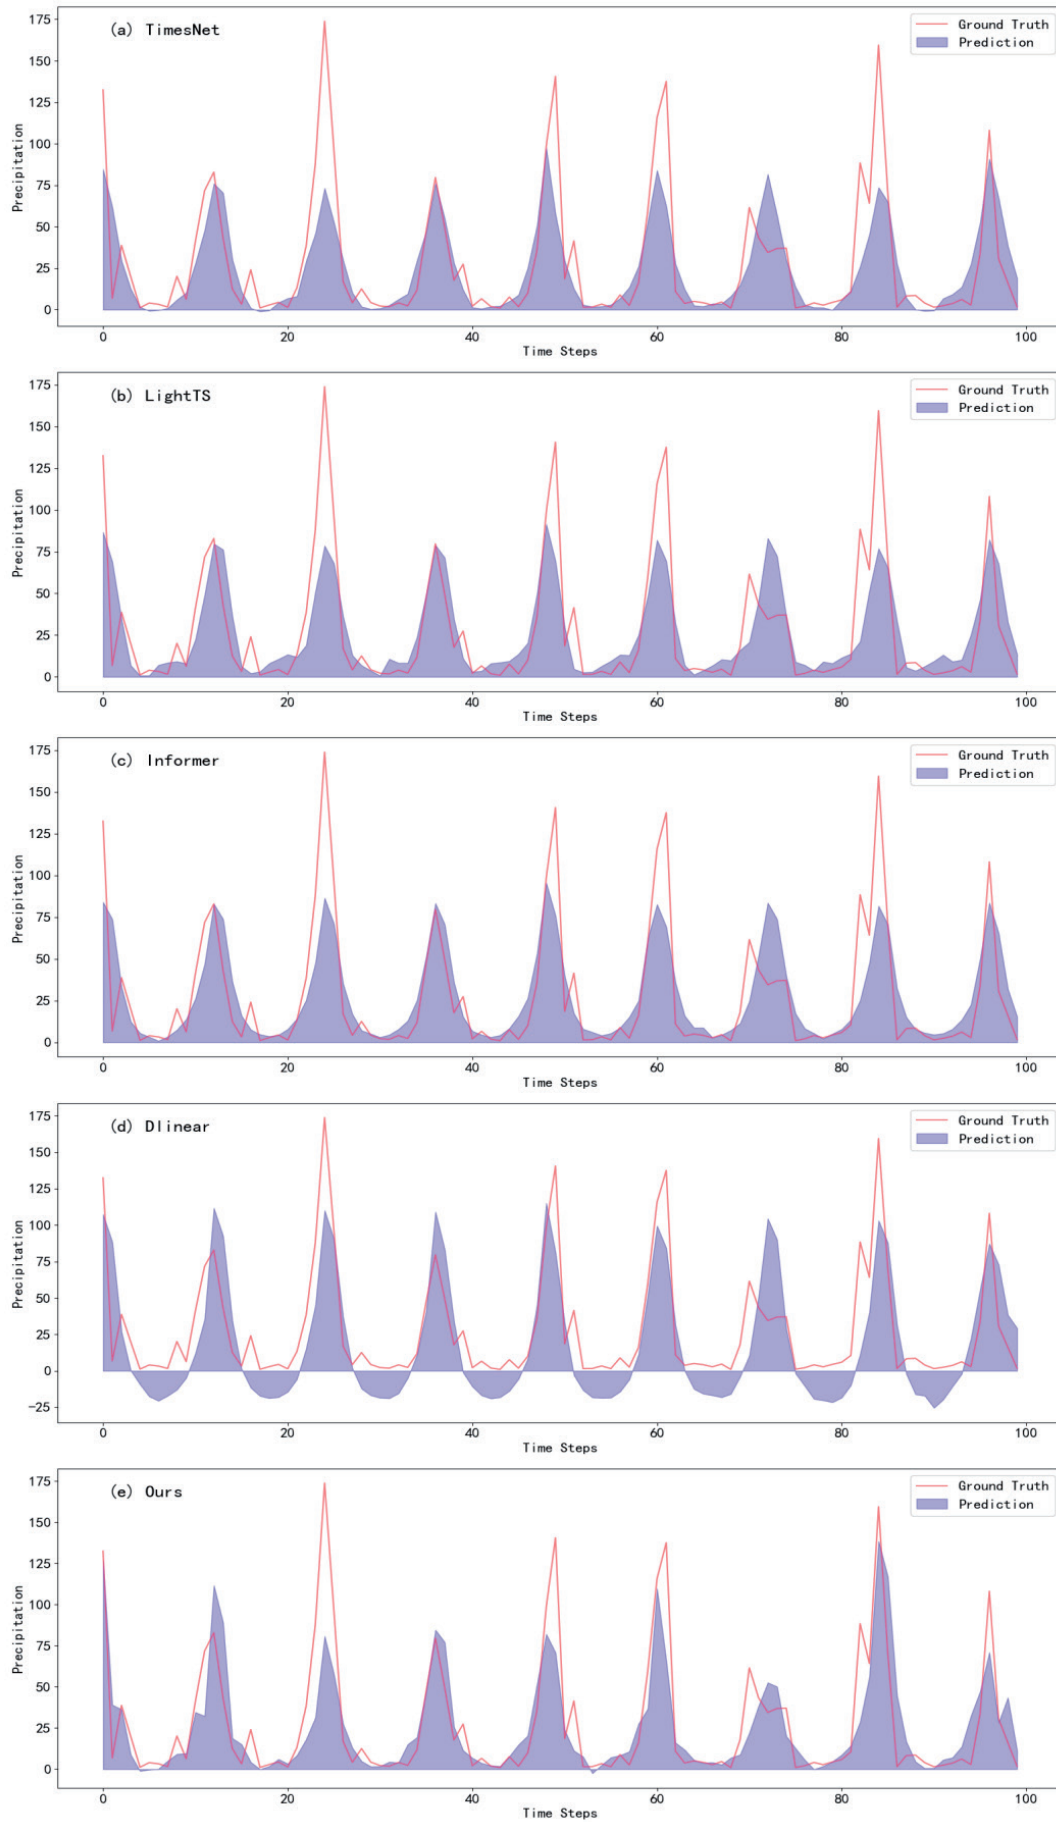 (a) TimesNet
Ground Truth
Prediction
175
150
125
100
75
50
25
0
Precipitation
0 20 40 60 80 100
Time Steps
(b) LightTS
Ground Truth
Prediction
175
150
125
100
75
50
25
0
Precipitation
0 20 40 60 80 100
Time Steps
(c) Informer
Ground Truth
Prediction
175
150
125
100
75
50
25
0
Precipitation
0 20 40 60 80 100
Time Steps
(d) Dlinear
Ground Truth
Prediction
175
150
125
100
75
50
25
0
−25
Precipitation
0 20 40 60 80 100
Time Steps
(e) Ours
Ground Truth
Prediction
175
150
125
100
75
50
25
0
Precipitation
0 20 40 60 80 100
Time Steps